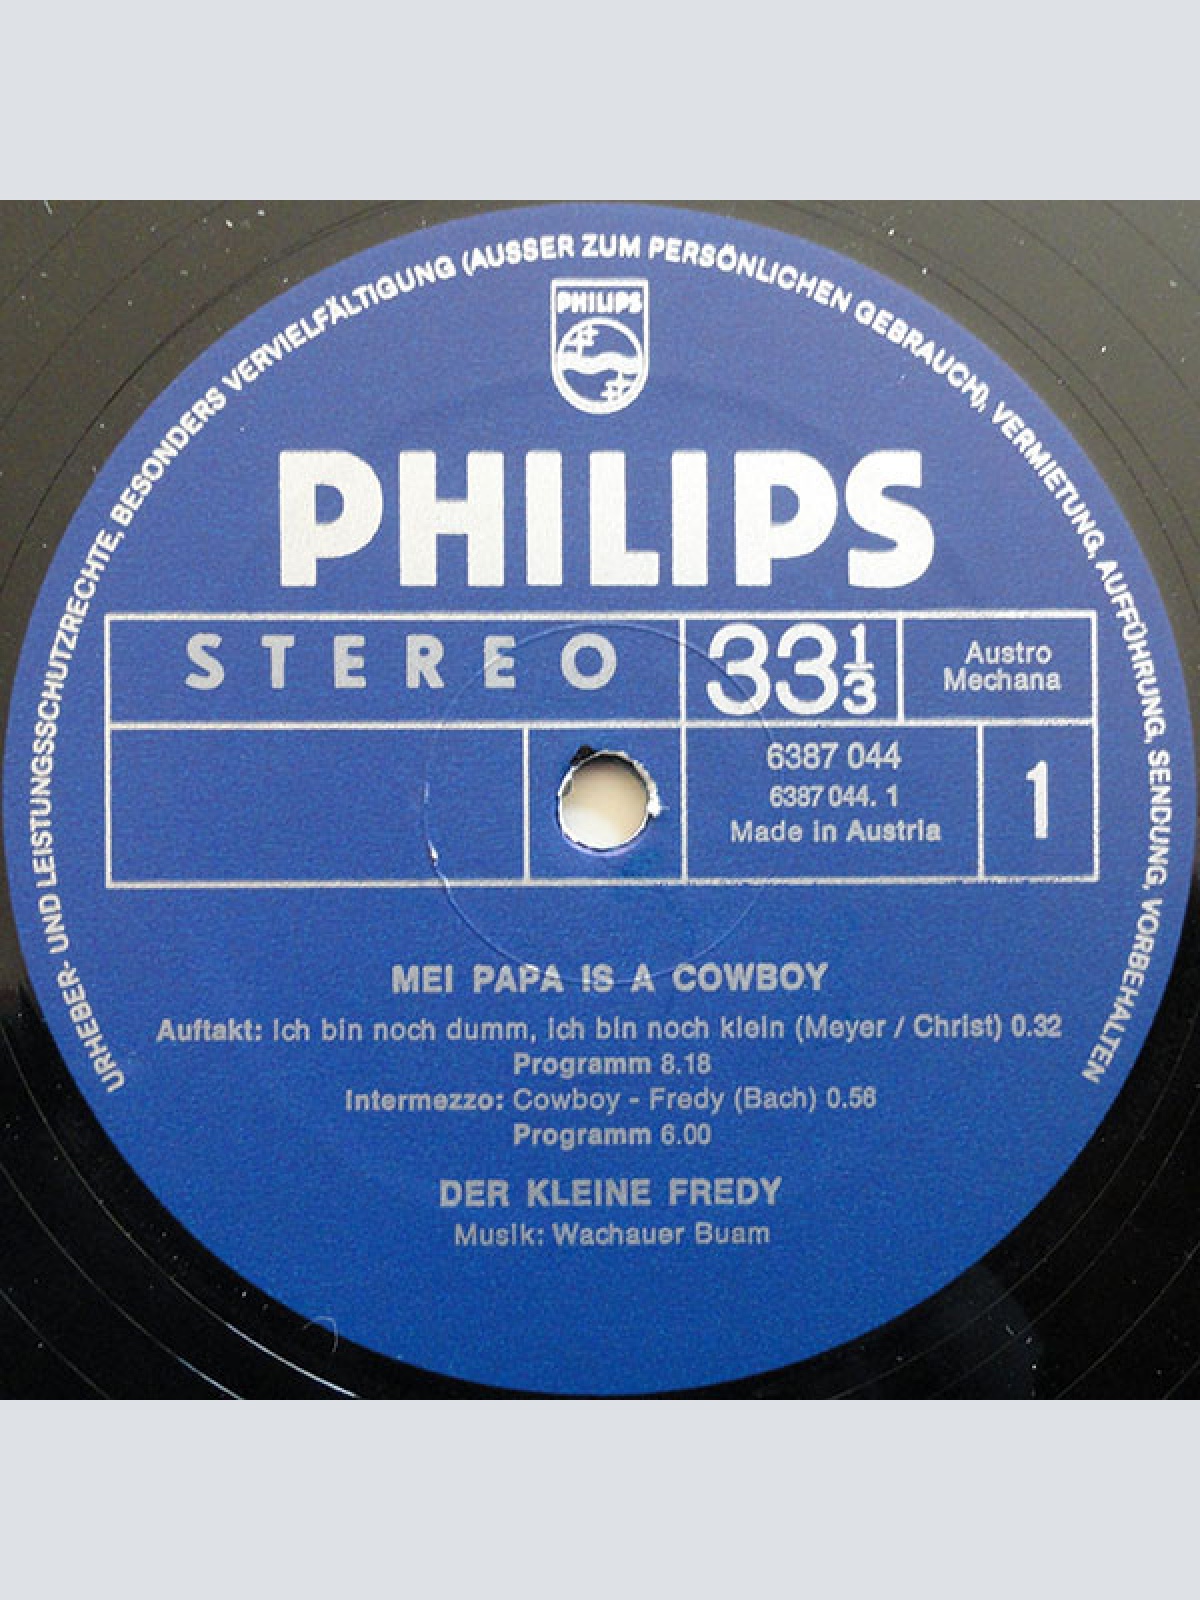 URHEBER- UND LEISTUNGSSCHUTZRECHTE, BESONDERS VERVIELFÄLTIGUNG (AUSSER ZUM PERSÖNLICHEN GEBRAUCH), VERMIETUNG, AUFFÜHRUNG, SENDUNG, VORBEHALTEN
PHILIPS
PHILIPS
STEREO
33 1/3
Austro
Mechana
6387 044
6387 044. 1
Made in Austria
1
MEI PAPA IS A COWBOY
Auftakt: Ich bin noch dumm, ich bin noch klein (Meyer / Christ) 0.32
Programm 8.18
Intermezzo: Cowboy - Fredy (Bach) 0.56
Programm 6.00
DER KLEINE FREDY
Musik: Wachauer Buam